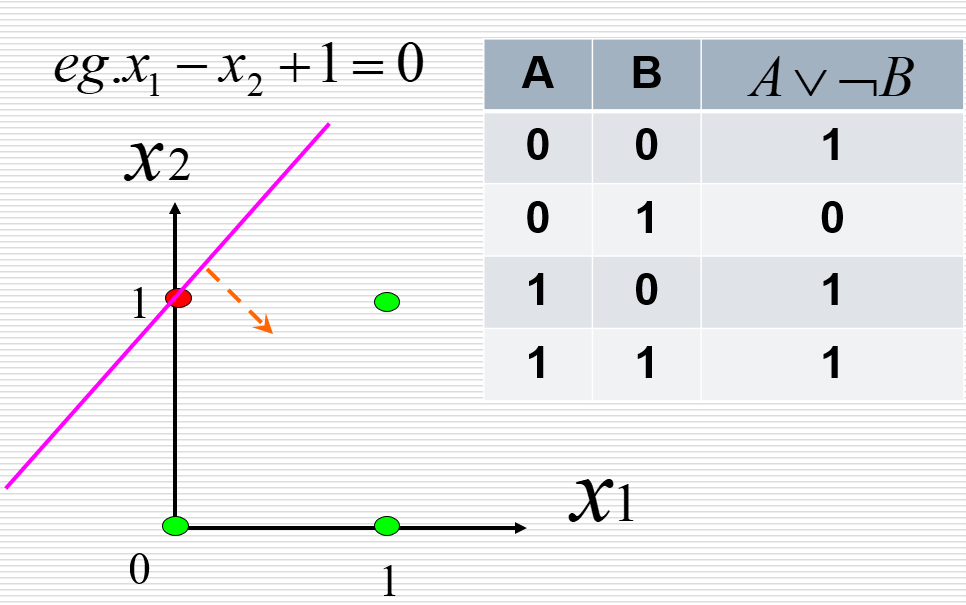 eg.x₁ − x₂ + 1 = 0
x2
1
0
1
x1
A B A ∨ ¬B
0 0 1
0 1 0
1 0 1
1 1 1